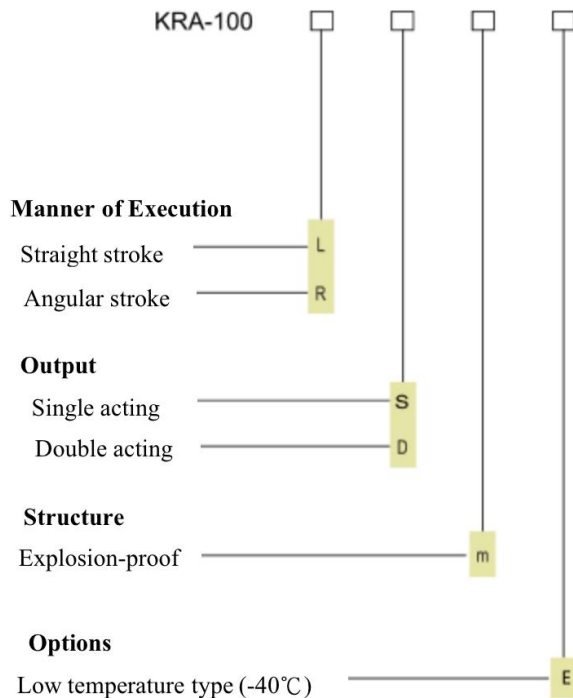 KRA-100 □ □ □ □
Manner of Execution
Straight stroke L
Angular stroke R
Output
Single acting S
Double acting D
Structure
Explosion-proof m
Options
Low temperature type (-40℃) E